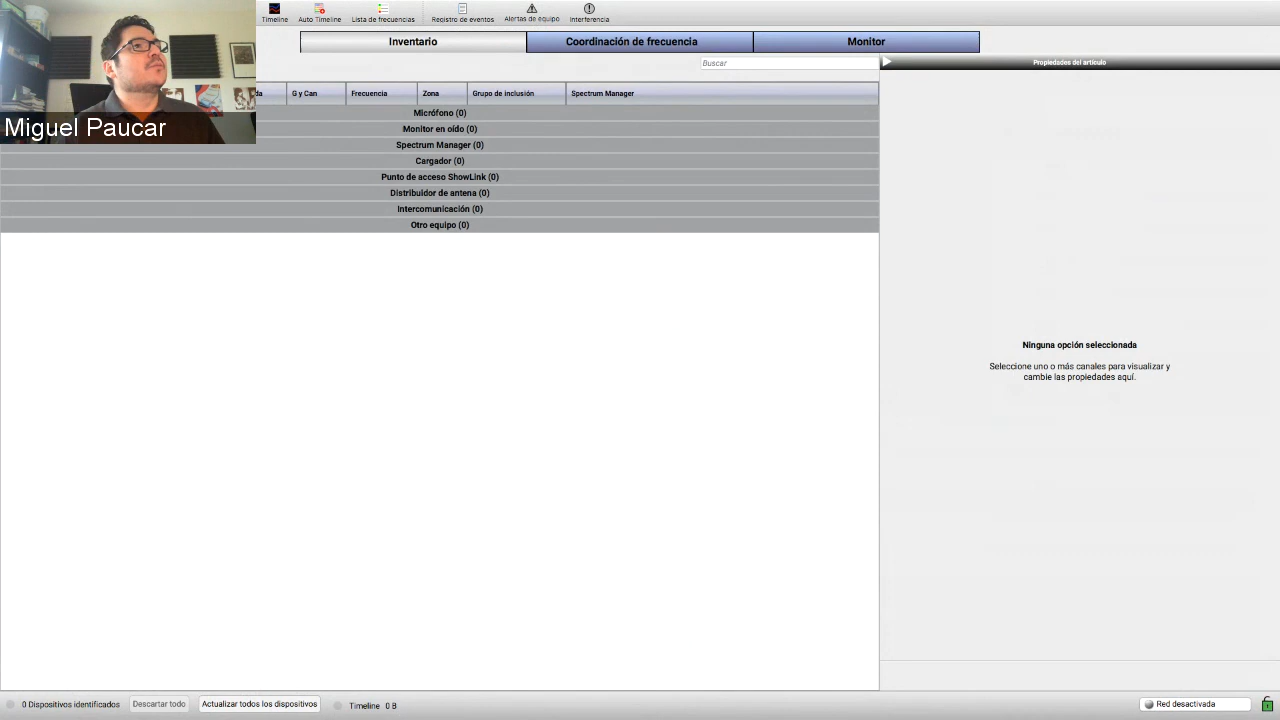 Timeline
Auto Timeline
Lista de frecuencias
Registro de eventos
Alertas de equipo
Interferencia
Inventario
Coordinación de frecuencia
Monitor
Buscar
Propiedades del artículo
da
G y Can
Frecuencia
Zona
Grupo de inclusión
Spectrum Manager
Micrófono (0)
Monitor en oído (0)
Spectrum Manager (0)
Cargador (0)
Punto de acceso ShowLink (0)
Distribuidor de antena (0)
Intercomunicación (0)
Otro equipo (0)
Miguel Paucar
Ninguna opción seleccionada
Seleccione uno o más canales para visualizar y
cambie las propiedades aquí.
0 Dispositivos identificados
Descartar todo
Actualizar todos los dispositivos
Timeline 0 B
Red desactivada